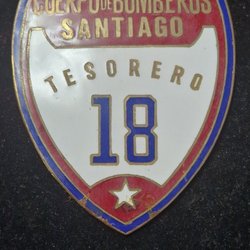 CUERPO DE BOMBEROS
SANTIAGO
TESORERO
18